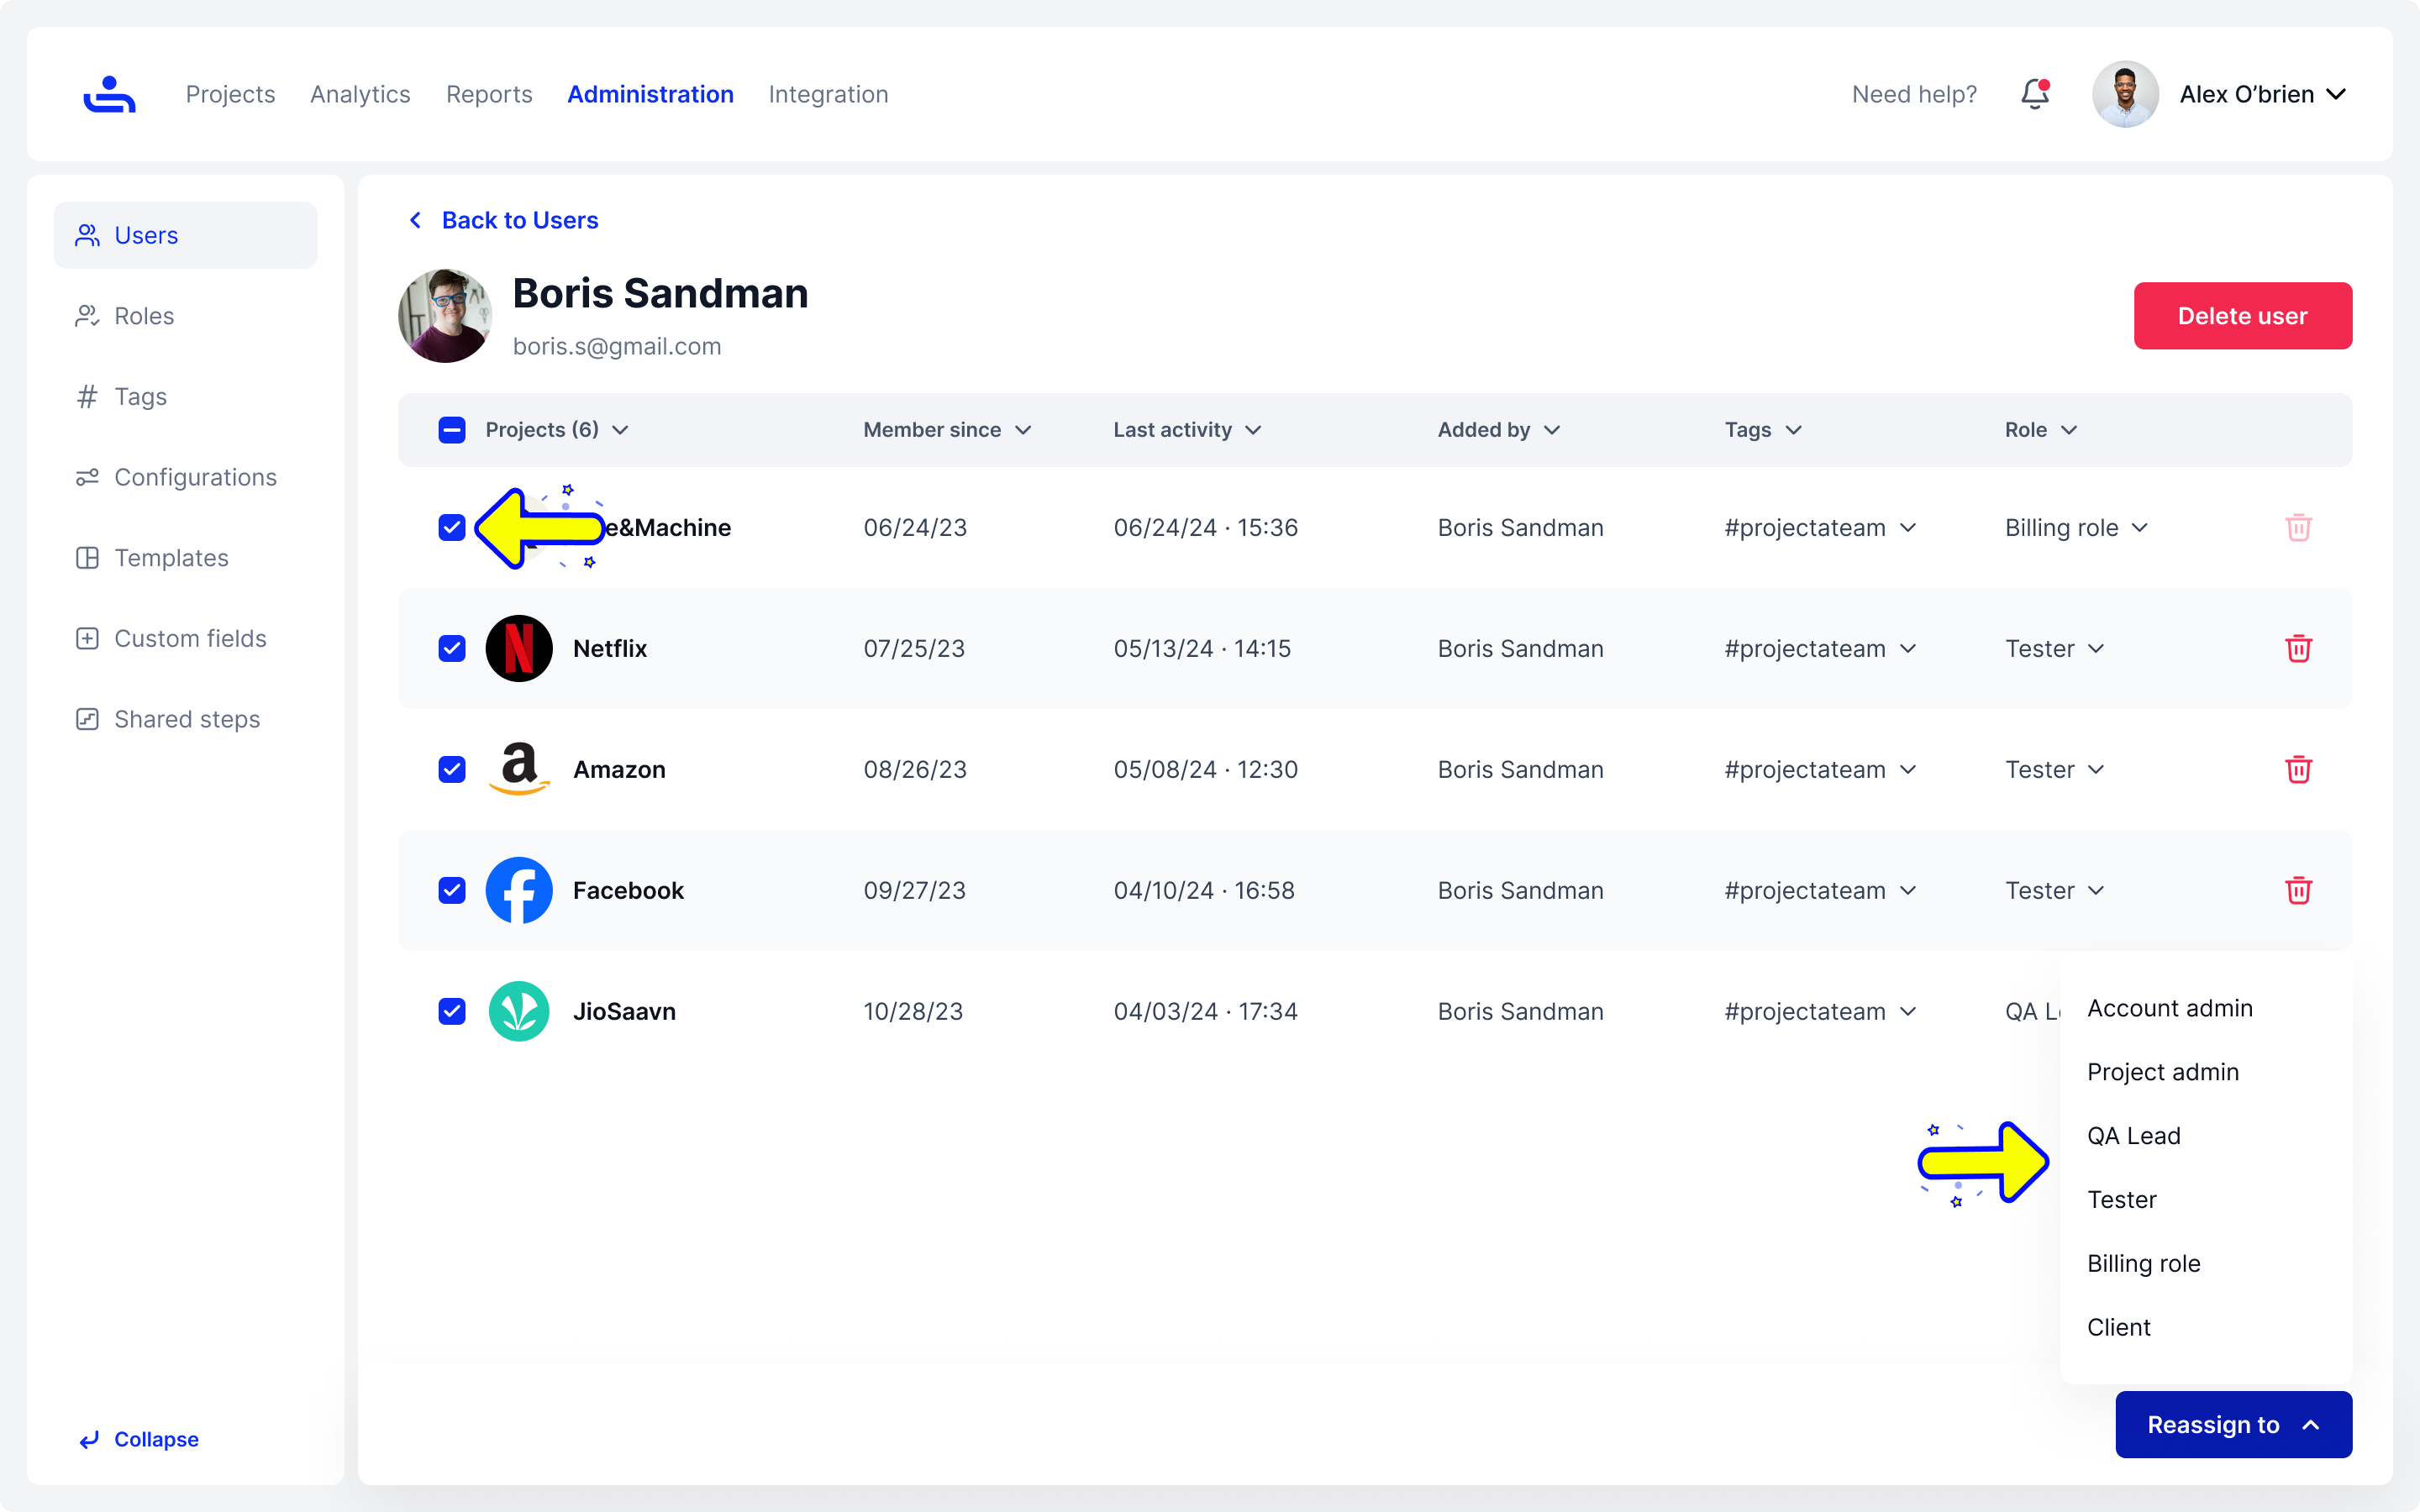 Projects Analytics Reports Administration Integration Need help? Alex O’brien
Users
Roles
Tags
Configurations
Templates
Custom fields
Shared steps
Collapse
Back to Users
Boris Sandman
boris.s@gmail.com
Delete user
Projects (6) Member since Last activity Added by Tags Role
e&Machine 06/24/23 06/24/24 · 15:36 Boris Sandman #projectateam Billing role
Netflix 07/25/23 05/13/24 · 14:15 Boris Sandman #projectateam Tester
Amazon 08/26/23 05/08/24 · 12:30 Boris Sandman #projectateam Tester
Facebook 09/27/23 04/10/24 · 16:58 Boris Sandman #projectateam Tester
JioSaavn 10/28/23 04/03/24 · 17:34 Boris Sandman #projectateam QA
Account admin
Project admin
QA Lead
Tester
Billing role
Client
Reassign to